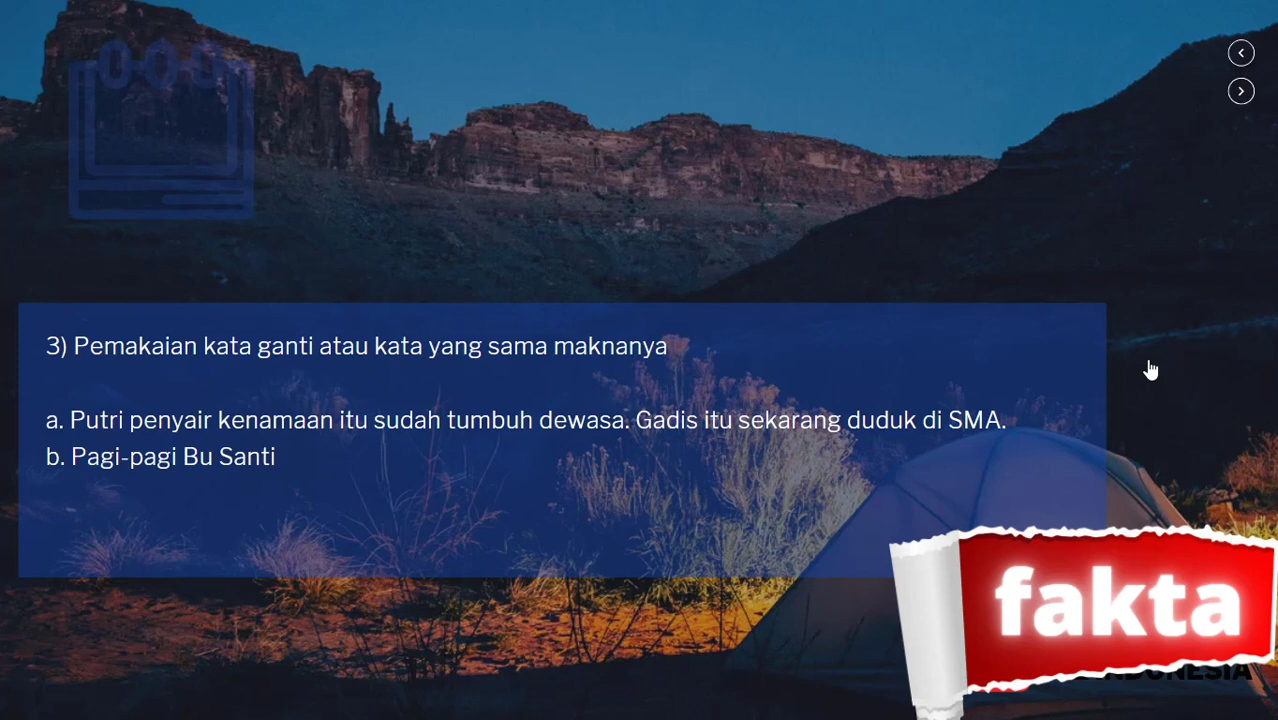 3) Pemakaian kata ganti atau kata yang sama maknanya
a. Putri penyair kenamaan itu sudah tumbuh dewasa. Gadis itu sekarang duduk di SMA.
b. Pagi-pagi Bu Santi
fakta